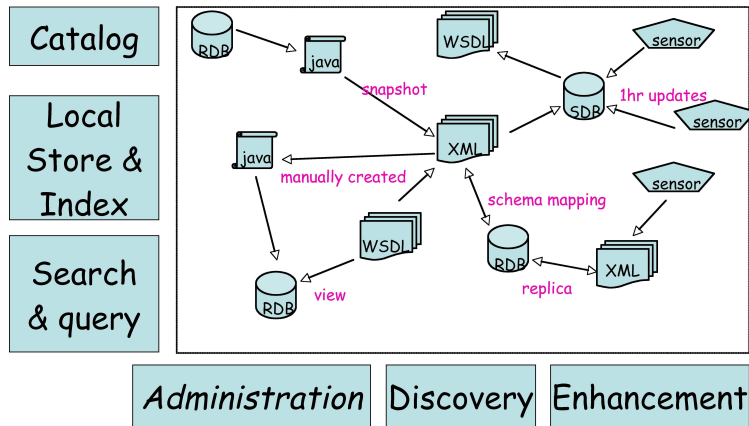 Catalog
Local
Store &
Index
Search
& query
RDB
java
snapshot
WSDL
sensor
SDB
1hr updates
sensor
java
XML
manually created
sensor
schema mapping
WSDL
RDB
XML
RDB
view
replica
Administration
Discovery
Enhancement